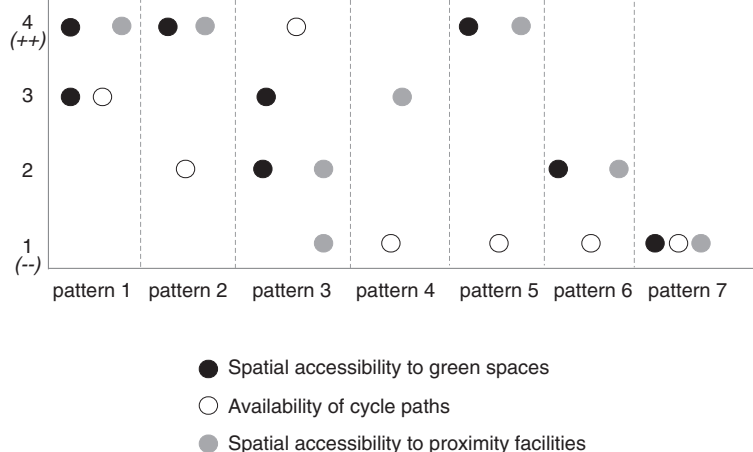 4
(++)
3
2
1
(--)
pattern 1 pattern 2 pattern 3 pattern 4 pattern 5 pattern 6 pattern 7
Spatial accessibility to green spaces
Availability of cycle paths
Spatial accessibility to proximity facilities